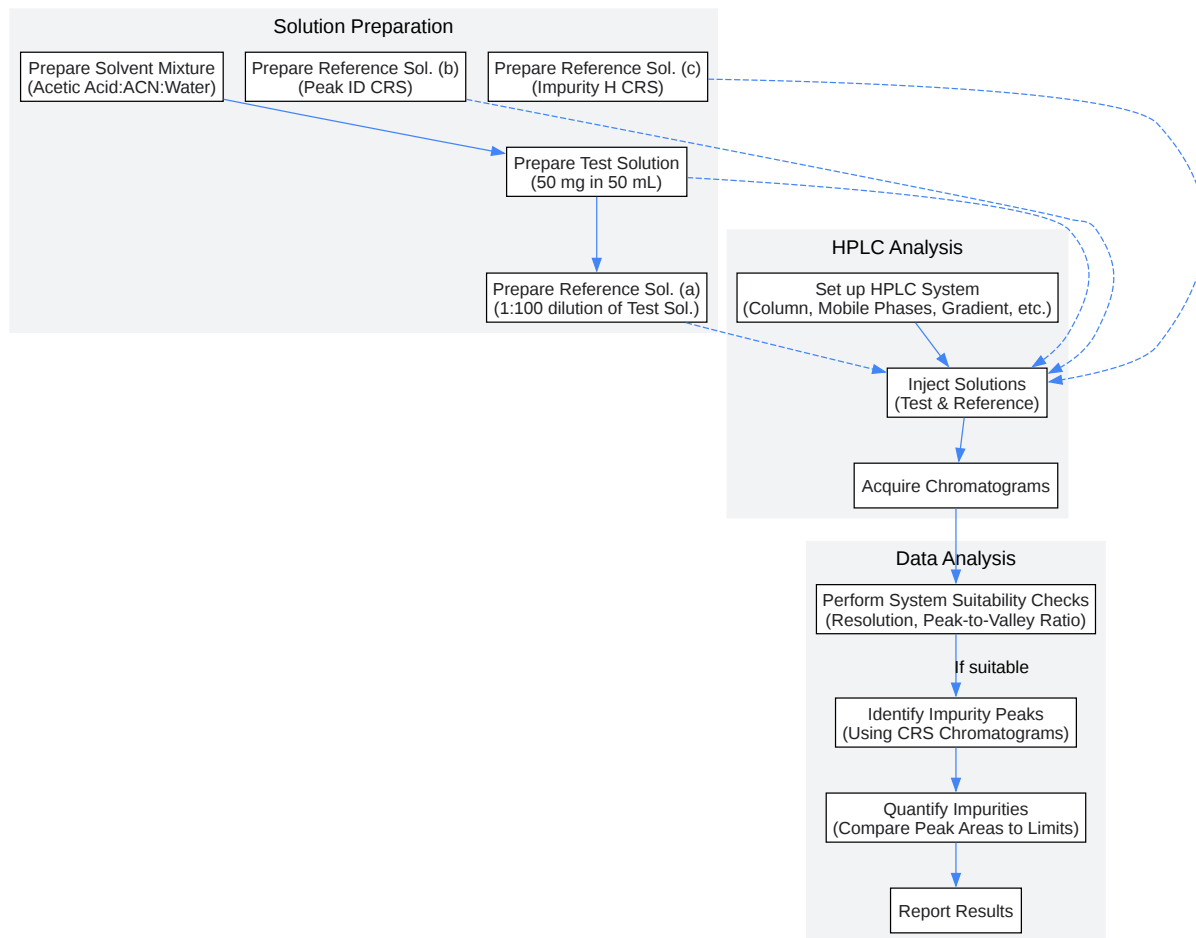 Solution Preparation
Prepare Solvent Mixture
(Acetic Acid:ACN:Water)
Prepare Reference Sol. (b)
(Peak ID CRS)
Prepare Reference Sol. (c)
(Impurity H CRS)
Prepare Test Solution
(50 mg in 50 mL)
Prepare Reference Sol. (a)
(1:100 dilution of Test Sol.)
HPLC Analysis
Set up HPLC System
(Column, Mobile Phases, Gradient, etc.)
Inject Solutions
(Test & Reference)
Acquire Chromatograms
Data Analysis
Perform System Suitability Checks
(Resolution, Peak-to-Valley Ratio)
If suitable
Identify Impurity Peaks
(Using CRS Chromatograms)
Quantify Impurities
(Compare Peak Areas to Limits)
Report Results